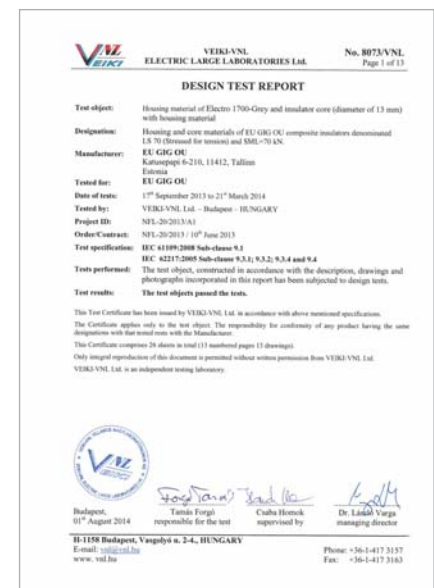 VNL
VEIKI
VEIKI-VNL
ELECTRIC LARGE LABORATORIES Ltd.
No. 8073/VNL
Page 1 of 13
DESIGN TEST REPORT
Test object: Housing material of Electro 1700-Grey and insulator core (diameter of 13 mm)
with housing material
Designation: Housing and core materials of EU GIG OU composite insulators denominated
LS 70 (Stressed for tension) and SML=70 kN.
Manufacturer: EU GIG OU
Katusepapi 6-210, 11412, Tallinn
Estonia
Tested for: EU GIG OU
Date of tests: 17th September 2013 to 21st March 2014
Tested by: VEIKI-VNL Ltd. – Budapest – HUNGARY
Project ID: NFL-20/2013/A1
Order/Contract: NFL-20/2013 / 10th June 2013
Test specification: IEC 61109:2008 Sub-clause 9.1
IEC 62217:2005 Sub-clause 9.3.1; 9.3.2; 9.3.4 and 9.4
Tests performed: The test object, constructed in accordance with the description, drawings and
photographs incorporated in this report has been subjected to design tests.
Test results: The test objects passed the tests.
This Test Certificate has been issued by VEIKI-VNL Ltd. in accordance with above mentioned specifications.
The Certificate applies only to the test object. The responsibility for conformity of any product having the same
designations with that tested rests with the Manufacturer.
This Certificate comprises 26 sheets in total (13 numbered pages 13 drawings).
Only integral reproduction of this document is permitted without written permission from VEIKI-VNL Ltd.
VEIKI-VNL Ltd. is an independent testing laboratory.
VNL
VEIKI
Budapest,
01st August 2014
Tamás Forgó
responsible for the test
Csaba Homok
supervised by
Dr. László Varga
managing director
H-1158 Budapest, Vasgolyó u. 2-4., HUNGARY
E-mail: vnl@vnl.hu
www. vnl.hu
Phone: +36-1-417 3157
Fax: +36-1-417 3163